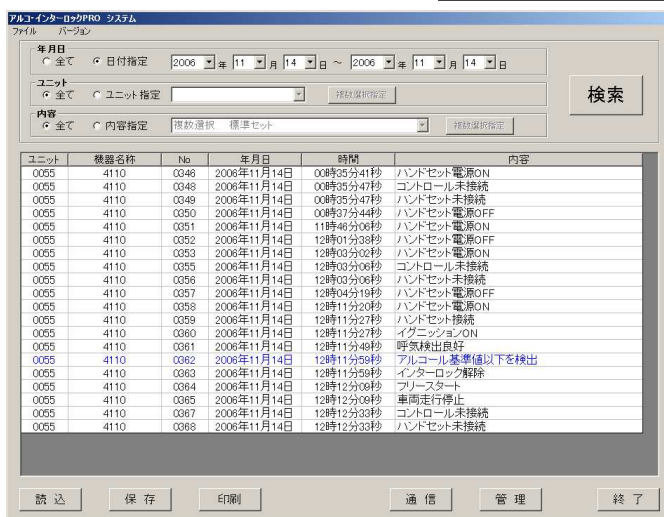 アルコ・インターロックPRO システム
ファイル バージョン
年月日
全て 日付指定 2006 年 11 月 14 日 ～ 2006 年 11 月 14 日
ユニット
全て ユニット指定 複数選択指定
検索
内容
全て 内容指定 複数選択 標準セット 複数選択指定
ユニット 機器名称 No 年月日 時間 内容
0055 4110 0346 2006年11月14日 00時35分41秒 ハンドセット電源ON
0055 4110 0348 2006年11月14日 00時35分47秒 コントロール未接続
0055 4110 0349 2006年11月14日 00時35分47秒 ハンドセット未接続
0055 4110 0350 2006年11月14日 00時37分44秒 ハンドセット電源OFF
0055 4110 0351 2006年11月14日 11時46分06秒 ハンドセット電源ON
0055 4110 0352 2006年11月14日 12時01分38秒 ハンドセット電源OFF
0055 4110 0353 2006年11月14日 12時03分02秒 ハンドセット電源ON
0055 4110 0355 2006年11月14日 12時03分06秒 コントロール未接続
0055 4110 0356 2006年11月14日 12時03分06秒 ハンドセット未接続
0055 4110 0357 2006年11月14日 12時04分19秒 ハンドセット電源OFF
0055 4110 0358 2006年11月14日 12時11分20秒 ハンドセット電源ON
0055 4110 0359 2006年11月14日 12時11分27秒 ハンドセット接続
0055 4110 0360 2006年11月14日 12時11分27秒 イグニッションON
0055 4110 0361 2006年11月14日 12時11分49秒 呼気検出良好
0055 4110 0362 2006年11月14日 12時11分59秒 アルコール基準値以下を検出
0055 4110 0363 2006年11月14日 12時11分59秒 インターロック解除
0055 4110 0364 2006年11月14日 12時12分09秒 フリースタート
0055 4110 0365 2006年11月14日 12時12分09秒 車両走行停止
0055 4110 0367 2006年11月14日 12時12分33秒 コントロール未接続
0055 4110 0368 2006年11月14日 12時12分33秒 ハンドセット未接続
読込 保存 印刷 通信 管理 終了